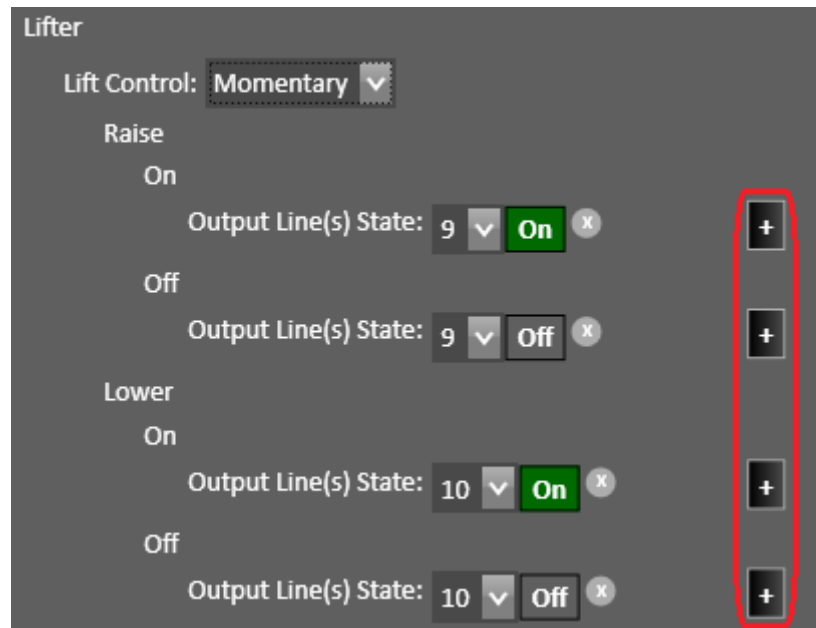 Lifter
Lift Control: Momentary
Raise
On
Output Line(s) State: 9 On x +
Off
Output Line(s) State: 9 Off x +
Lower
On
Output Line(s) State: 10 On x +
Off
Output Line(s) State: 10 Off x +